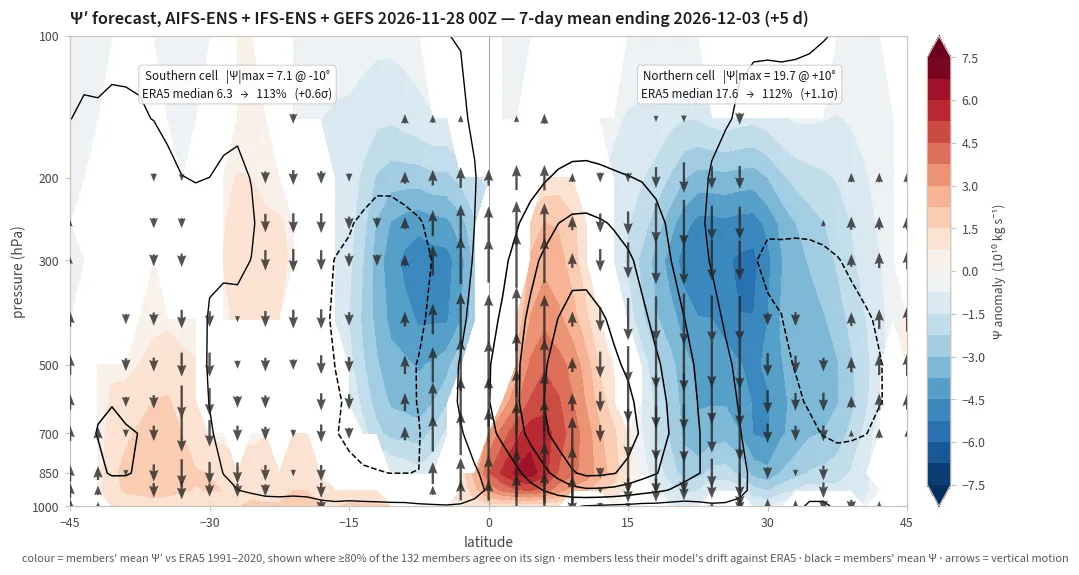 Ψ′ forecast, AIFS-ENS + IFS-ENS + GEFS 2026-11-28 00Z — 7-day mean ending 2026-12-03 (+5 d)
Southern cell |Ψ|max = 7.1 @ -10°
ERA5 median 6.3 → 113% (+0.6σ)
Northern cell |Ψ|max = 19.7 @ +10°
ERA5 median 17.6 → 112% (+1.1σ)
pressure (hPa)
100
200
300
500
700
850
1000
−45
−30
−15
0
15
30
45
latitude
7.5
6.0
4.5
3.0
1.5
0.0
−1.5
−3.0
−4.5
−6.0
−7.5
Ψ anomaly (10¹⁰ kg s⁻¹)
colour = members' mean Ψ′ vs ERA5 1991–2020, shown where ≥80% of the 132 members agree on its sign · members less their model's drift against ERA5 · black = members' mean Ψ · arrows = vertical motion